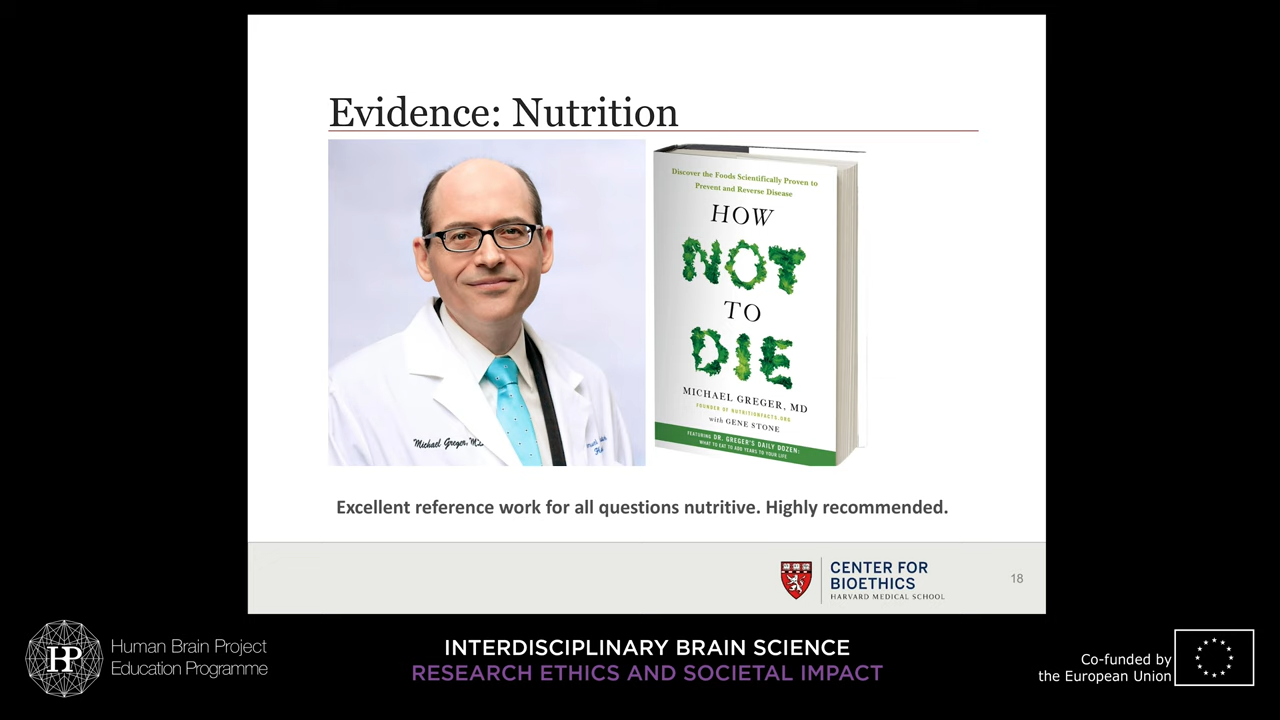 Evidence: Nutrition
Discover the Foods Scientifically Proven to
Prevent and Reverse Disease
HOW
NOT
TO
DIE
MICHAEL GREGER, MD
FOUNDER OF NUTRITIONFACTS.ORG
with GENE STONE
FEATURING DR. GREGER'S DAILY DOZEN:
WHAT TO EAT TO ADD YEARS TO YOUR LIFE
Michael Greger, M.D.
Excellent reference work for all questions nutritive. Highly recommended.
CENTER FOR
BIOETHICS
HARVARD MEDICAL SCHOOL
18
HP
Human Brain Project
Education Programme
INTERDISCIPLINARY BRAIN SCIENCE
RESEARCH ETHICS AND SOCIETAL IMPACT
Co-funded by
the European Union